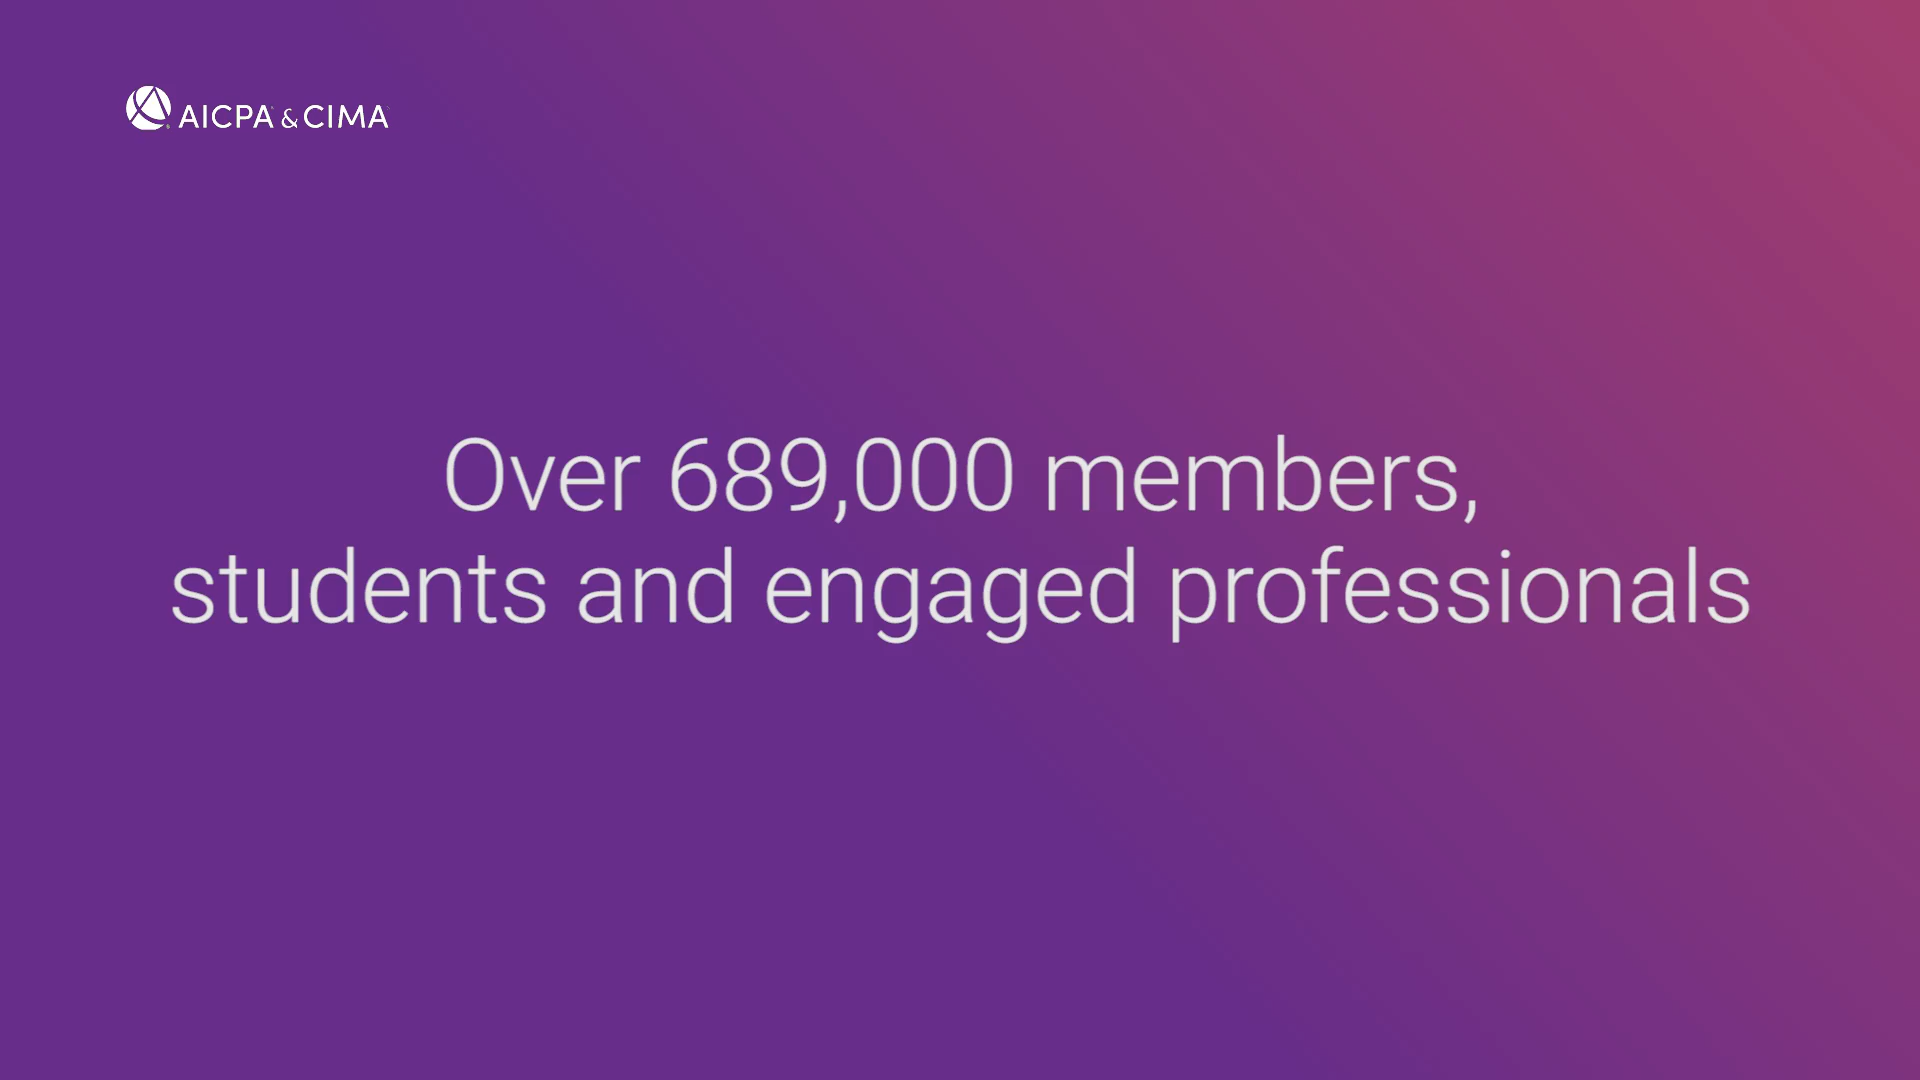 AICPA & CIMA
Over 689,000 members,
students and engaged professionals